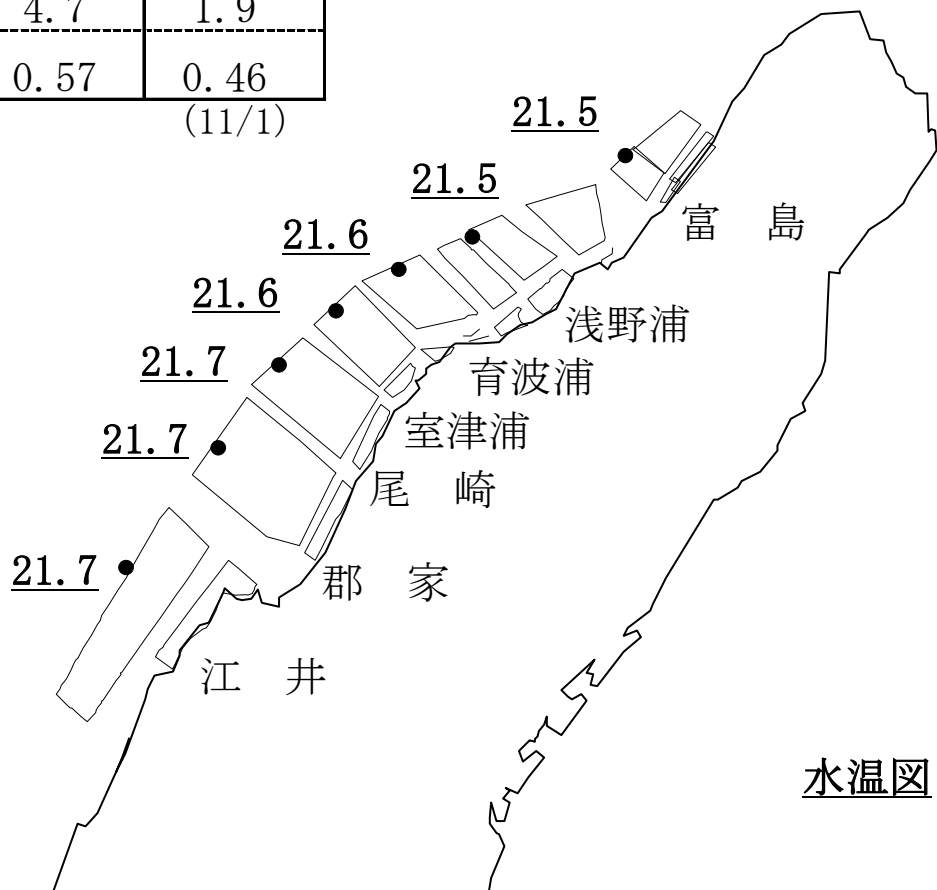 4.7 1.9
0.57 0.46
(11/1)
21.5
21.5
富 島
21.6
21.6
浅野浦
21.7
育波浦
21.7
室津浦
尾 崎
21.7
郡 家
江 井
水温図